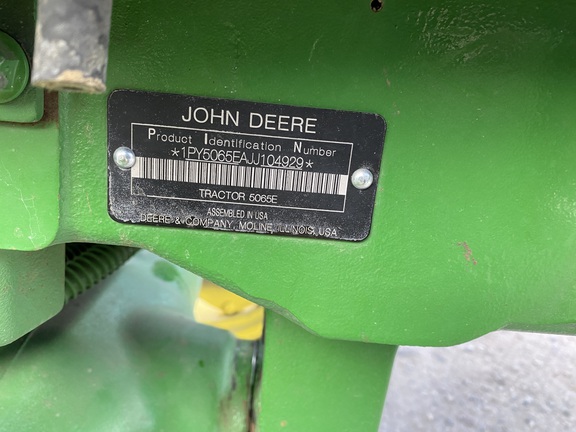 JOHN DEERE
Product Identification Number
*1PY5065EAJJ104929*
TRACTOR 5065E
ASSEMBLED IN USA
DEERE & COMPANY, MOLINE, ILLINOIS, USA